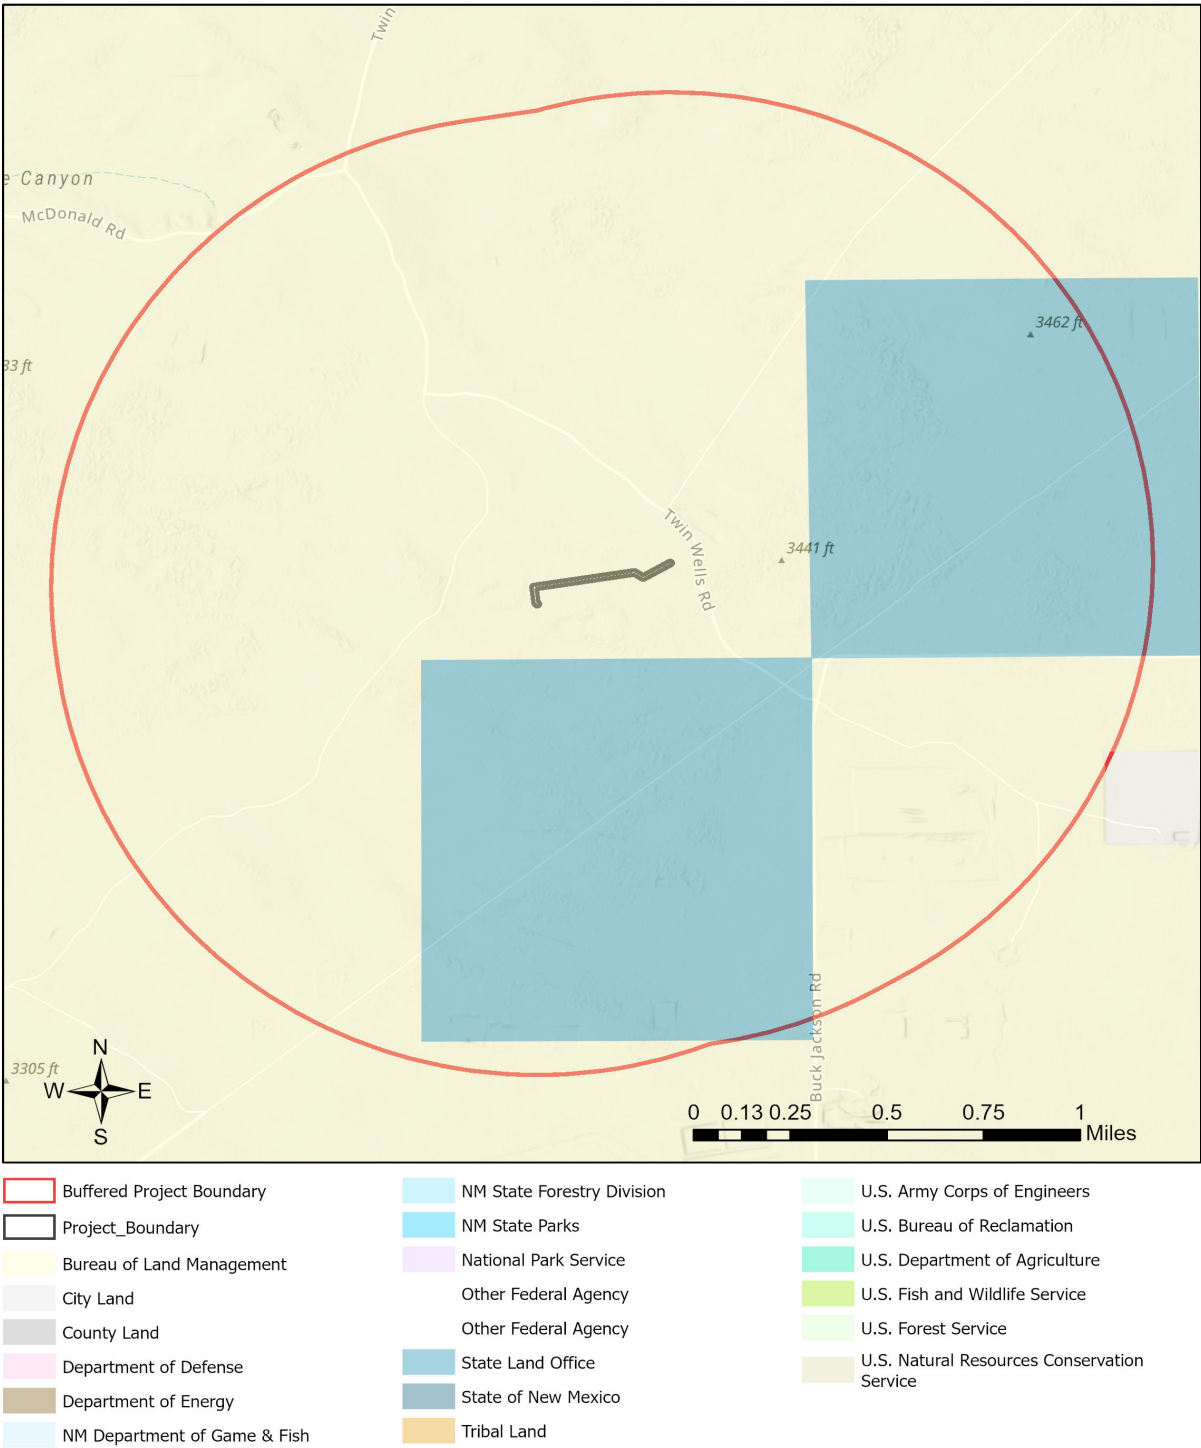 Twin
e Canyon
McDonald Rd
3462 ft
33 ft
Twin Wells Rd
3441 ft
Buck Jackson Rd
3305 ft
N
W
E
S
0 0.13 0.25 0.5 0.75 1
Miles
Buffered Project Boundary
Project_Boundary
Bureau of Land Management
City Land
County Land
Department of Defense
Department of Energy
NM Department of Game & Fish
NM State Forestry Division
NM State Parks
National Park Service
Other Federal Agency
Other Federal Agency
State Land Office
State of New Mexico
Tribal Land
U.S. Army Corps of Engineers
U.S. Bureau of Reclamation
U.S. Department of Agriculture
U.S. Fish and Wildlife Service
U.S. Forest Service
U.S. Natural Resources Conservation
Service